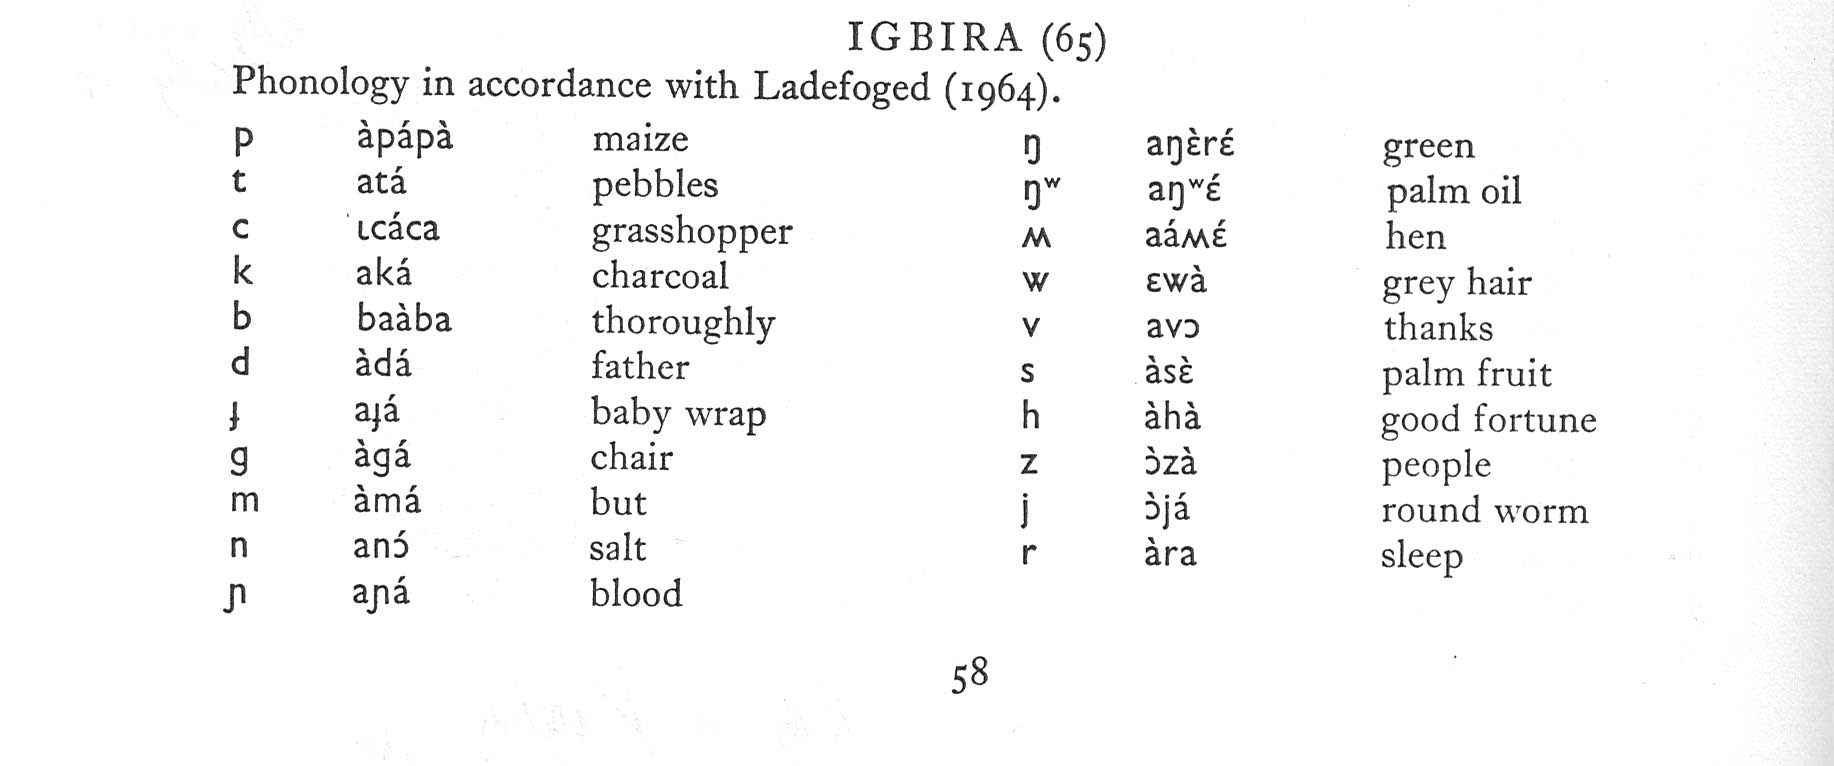 IGBIRA (65)
Phonology in accordance with Ladefoged (1964).
p àpápà maize
t atá pebbles
c ɩcáca grasshopper
k aká charcoal
b baàba thoroughly
d àdá father
ɟ aɟá baby wrap
g àgá chair
m àmá but
n anɔ́ salt
ɲ aɲá blood
ŋ aŋɛ̀rɛ́ green
ŋʷ aŋʷɛ́ palm oil
ʍ aáʍɛ́ hen
w ɛwà grey hair
v avɔ thanks
s àsɛ̀ palm fruit
h àhà good fortune
z ɔ̀zà people
j ɔ̀já round worm
r àra sleep
58